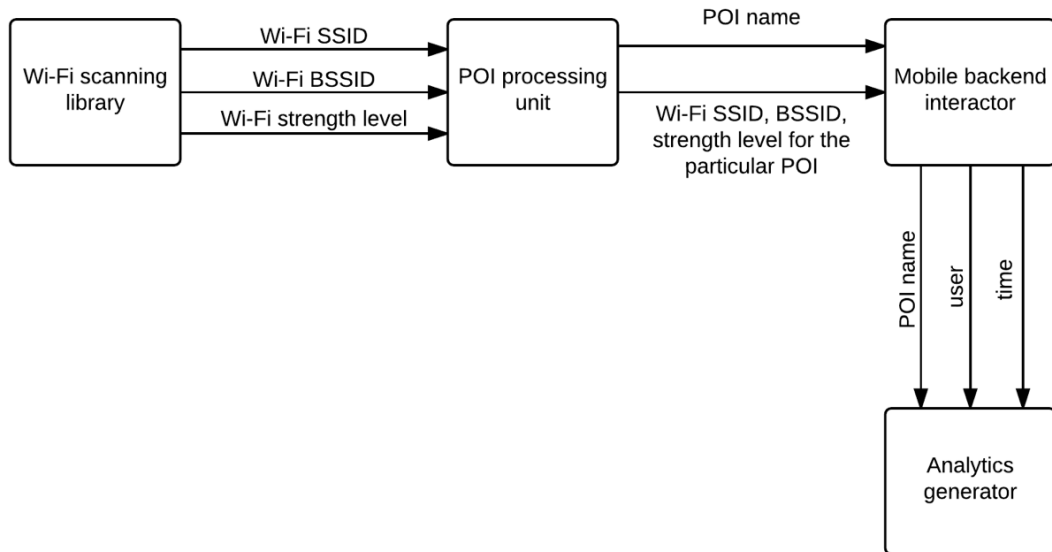 Wi-Fi scanning
library
Wi-Fi SSID
Wi-Fi BSSID
Wi-Fi strength level
POI processing
unit
POI name
Wi-Fi SSID, BSSID,
strength level for the
particular POI
Mobile backend
interactor
POI name
user
time
Analytics
generator